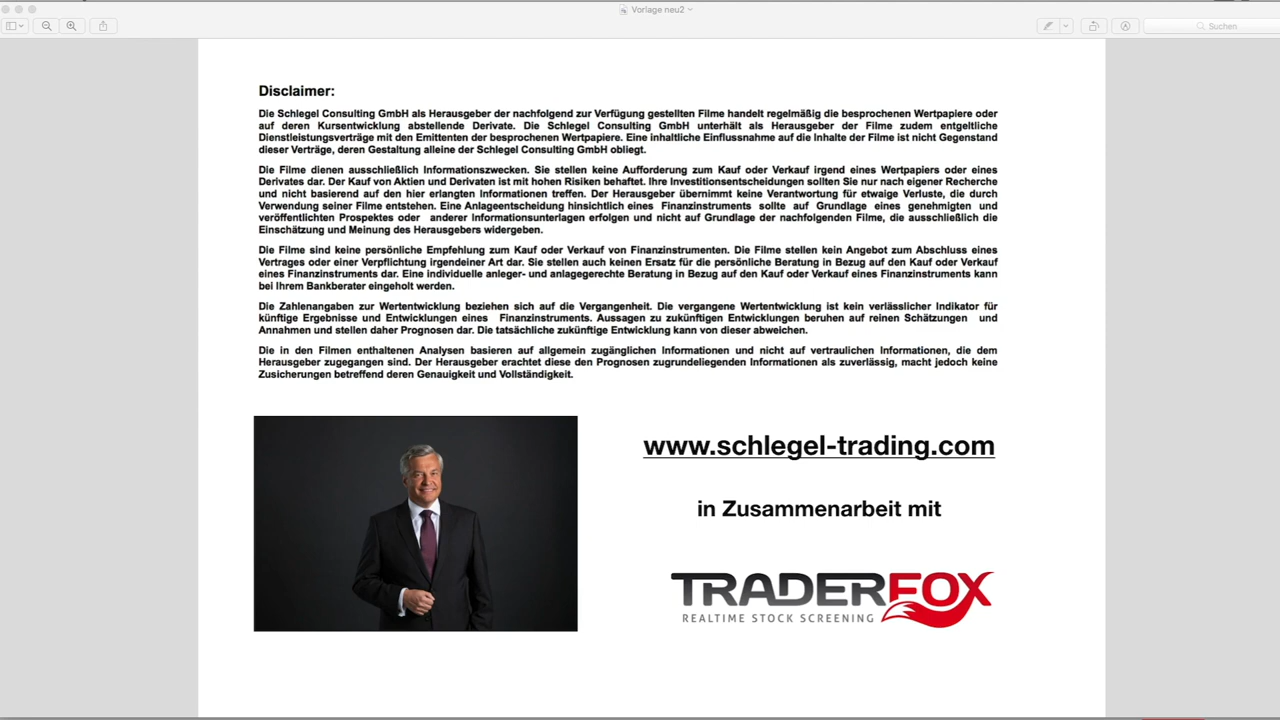 Vorlage neu2
Suchen
Disclaimer:
Die Schlegel Consulting GmbH als Herausgeber der nachfolgend zur Verfügung gestellten Filme handelt regelmäßig die besprochenen Wertpapiere oder
auf deren Kursentwicklung abstellende Derivate. Die Schlegel Consulting GmbH unterhält als Herausgeber der Filme zudem entgeltliche
Dienstleistungsverträge mit den Emittenten der besprochenen Wertpapiere. Eine inhaltliche Einflussnahme auf die Inhalte der Filme ist nicht Gegenstand
dieser Verträge, deren Gestaltung alleine der Schlegel Consulting GmbH obliegt.
Die Filme dienen ausschließlich Informationszwecken. Sie stellen keine Aufforderung zum Kauf oder Verkauf irgend eines Wertpapiers oder eines
Derivates dar. Der Kauf von Aktien und Derivaten ist mit hohen Risiken behaftet. Ihre Investitionsentscheidungen sollten Sie nur nach eigener Recherche
und nicht basierend auf den hier erlangten Informationen treffen. Der Herausgeber übernimmt keine Verantwortung für etwaige Verluste, die durch
Verwendung seiner Filme entstehen. Eine Anlageentscheidung hinsichtlich eines Finanzinstruments sollte auf Grundlage eines genehmigten und
veröffentlichten Prospektes oder anderer Informationsunterlagen erfolgen und nicht auf Grundlage der nachfolgenden Filme, die ausschließlich die
Einschätzung und Meinung des Herausgebers widergeben.
Die Filme sind keine persönliche Empfehlung zum Kauf oder Verkauf von Finanzinstrumenten. Die Filme stellen kein Angebot zum Abschluss eines
Vertrages oder einer Verpflichtung irgendeiner Art dar. Sie stellen auch keinen Ersatz für die persönliche Beratung in Bezug auf den Kauf oder Verkauf
eines Finanzinstruments dar. Eine individuelle anleger- und anlagegerechte Beratung in Bezug auf den Kauf oder Verkauf eines Finanzinstruments kann
bei Ihrem Bankberater eingeholt werden.
Die Zahlenangaben zur Wertentwicklung beziehen sich auf die Vergangenheit. Die vergangene Wertentwicklung ist kein verlässlicher Indikator für
künftige Ergebnisse und Entwicklungen eines Finanzinstruments. Aussagen zu zukünftigen Entwicklungen beruhen auf reinen Schätzungen und
Annahmen und stellen daher Prognosen dar. Die tatsächliche zukünftige Entwicklung kann von dieser abweichen.
Die in den Filmen enthaltenen Analysen basieren auf allgemein zugänglichen Informationen und nicht auf vertraulichen Informationen, die dem
Herausgeber zugegangen sind. Der Herausgeber erachtet diese den Prognosen zugrundeliegenden Informationen als zuverlässig, macht jedoch keine
Zusicherungen betreffend deren Genauigkeit und Vollständigkeit.
www.schlegel-trading.com
in Zusammenarbeit mit
TRADERFOX
REALTIME STOCK SCREENING